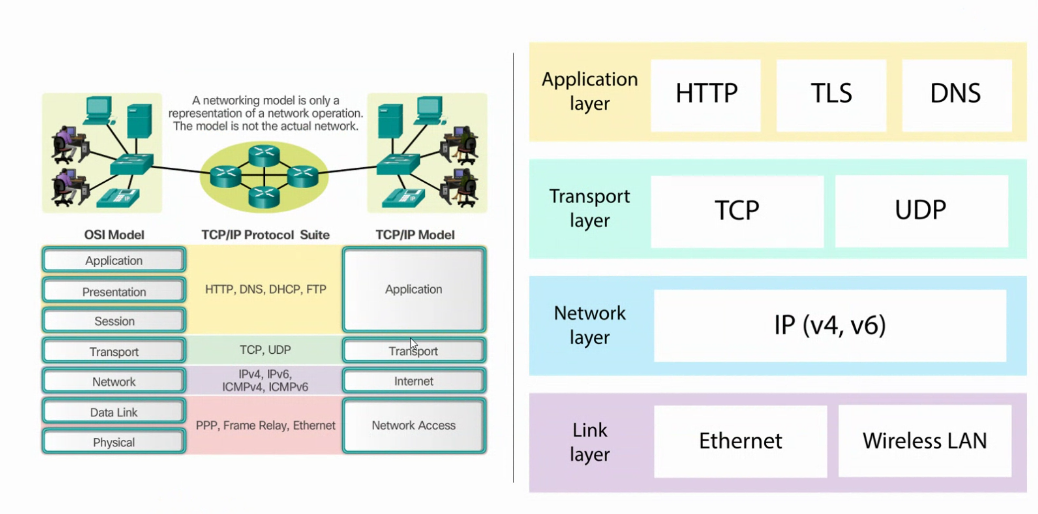 A networking model is only a
representation of a network operation.
The model is not the actual network.
OSI Model
TCP/IP Protocol Suite
TCP/IP Model
Application
Presentation
Session
HTTP, DNS, DHCP, FTP
Application
Transport
TCP, UDP
Transport
Network
IPv4, IPv6,
ICMPv4, ICMPv6
Internet
Data Link
Physical
PPP, Frame Relay, Ethernet
Network Access
Application
layer
HTTP
TLS
DNS
Transport
layer
TCP
UDP
Network
layer
IP (v4, v6)
Link
layer
Ethernet
Wireless LAN